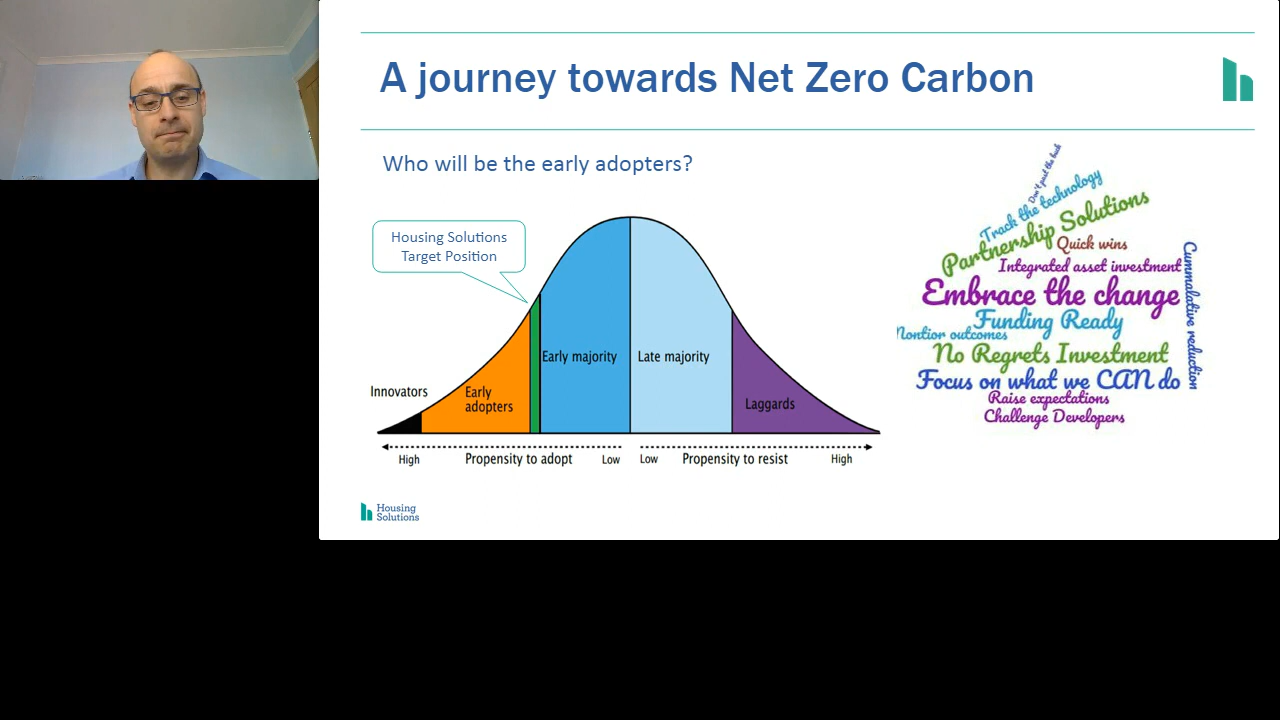 A journey towards Net Zero Carbon
Who will be the early adopters?
Housing Solutions
Target Position
Innovators
Early
adopters
Early majority
Late majority
Laggards
High
Propensity to adopt
Low
Low
Propensity to resist
High
Don't past the buck
Track the technology
Partnership Solutions
Quick wins
Integrated asset investment
Cummalative reduction
Embrace the change
Funding Ready
Nontior outcomes
No Regrets Investment
Focus on what we CAN do
Raise expectations
Challenge Developers
Housing
Solutions